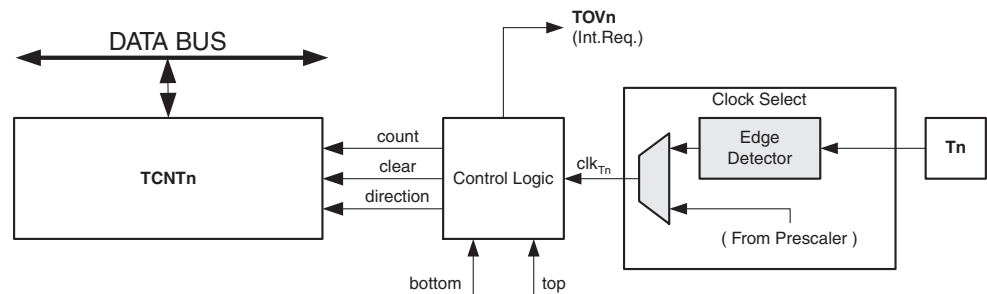 TOVn
(Int.Req.)
DATA BUS
Clock Select
count
Edge
Detector
Tn
TCNTn
clear
Control Logic
clkTn
direction
( From Prescaler )
bottom
top